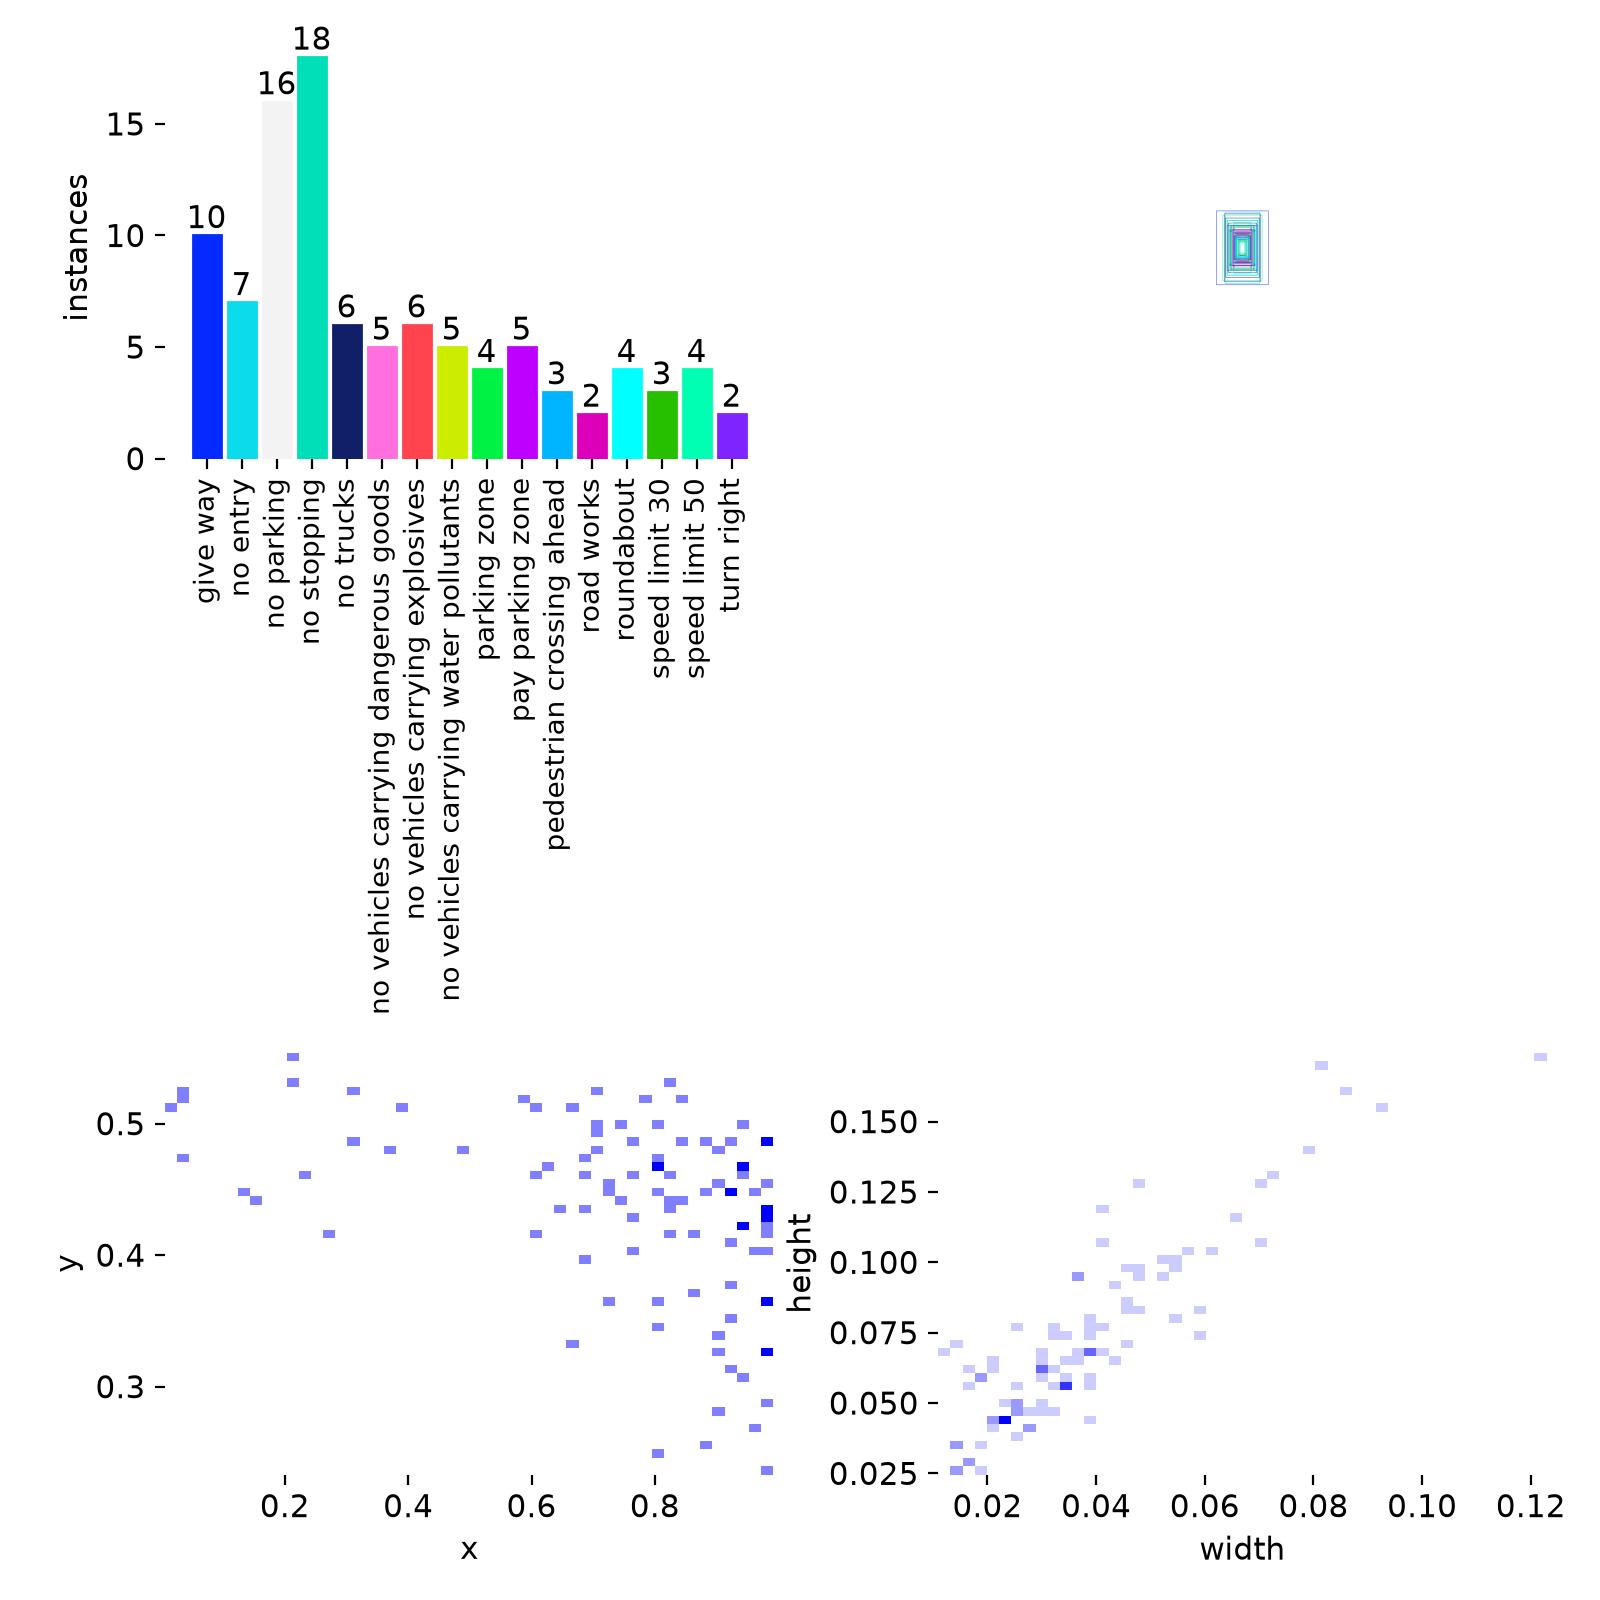 18
16
15
instances
10
10
7
6
6
5
5
5
5
4
4
4
3
3
2
2
0
give way
no entry
no parking
no stopping
no trucks
no vehicles carrying dangerous goods
no vehicles carrying explosives
no vehicles carrying water pollutants
parking zone
pay parking zone
pedestrian crossing ahead
road works
roundabout
speed limit 30
speed limit 50
turn right
0.5
0.4
0.3
y
0.2 0.4 0.6 0.8
x
0.150
0.125
0.100
0.075
0.050
0.025
height
0.02 0.04 0.06 0.08 0.10 0.12
width